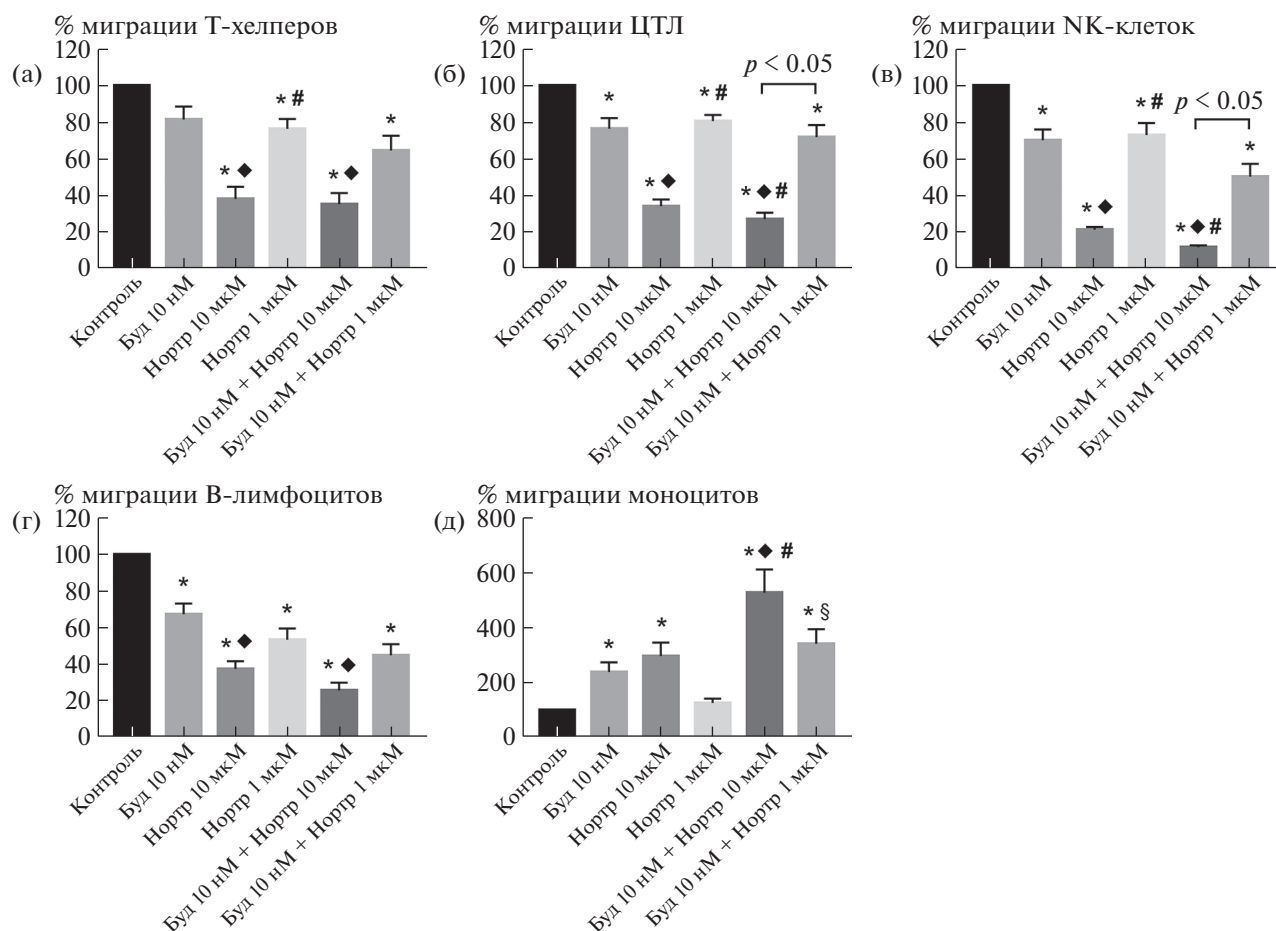 % миграции Т-хелперов
(а)
120
100
80
60
40
20
0
* ◆
* #
* ◆
*
Контроль
Буд 10 нМ
Нортр 10 мкМ
Нортр 1 мкМ
Буд 10 нМ + Нортр 10 мкМ
Буд 10 нМ + Нортр 1 мкМ
% миграции ЦТЛ
(б)
120
100
80
60
40
20
0
p < 0.05
*
* ◆
* #
* ◆ #
*
Контроль
Буд 10 нМ
Нортр 10 мкМ
Нортр 1 мкМ
Буд 10 нМ + Нортр 10 мкМ
Буд 10 нМ + Нортр 1 мкМ
% миграции NK-клеток
(в)
120
100
80
60
40
20
0
p < 0.05
*
* ◆
* #
* ◆ #
*
Контроль
Буд 10 нМ
Нортр 10 мкМ
Нортр 1 мкМ
Буд 10 нМ + Нортр 10 мкМ
Буд 10 нМ + Нортр 1 мкМ
% миграции В-лимфоцитов
(г)
120
100
80
60
40
20
0
*
* ◆
*
* ◆
*
Контроль
Буд 10 нМ
Нортр 10 мкМ
Нортр 1 мкМ
Буд 10 нМ + Нортр 10 мкМ
Буд 10 нМ + Нортр 1 мкМ
% миграции моноцитов
(д)
800
600
400
200
0
*
*
* ◆ #
* §
Контроль
Буд 10 нМ
Нортр 10 мкМ
Нортр 1 мкМ
Буд 10 нМ + Нортр 10 мкМ
Буд 10 нМ + Нортр 1 мкМ